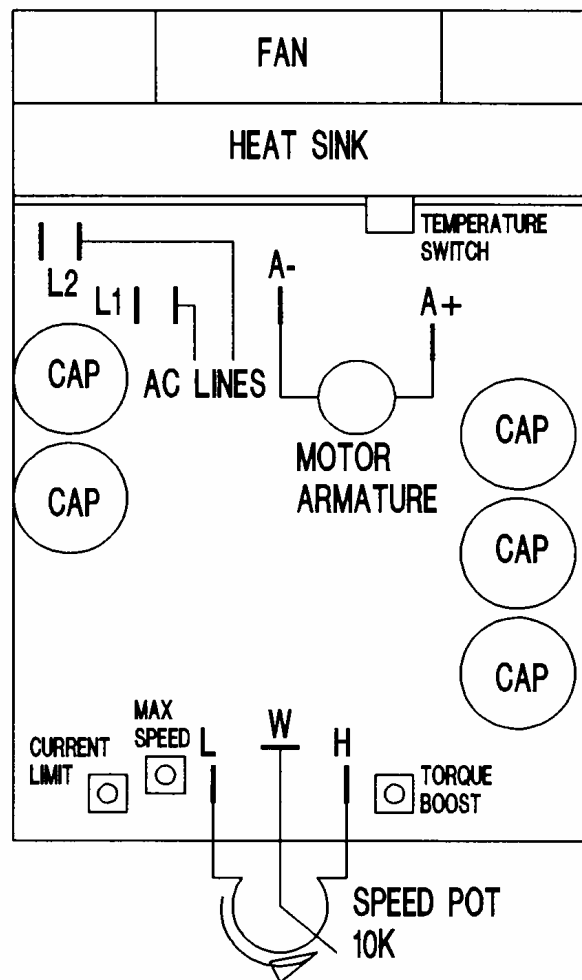 FAN
HEAT SINK
TEMPERATURE
SWITCH
L2
L1
A-
A+
CAP
AC LINES
CAP
MOTOR
ARMATURE
CAP
CAP
CAP
MAX
SPEED
CURRENT
LIMIT
L
W
H
TORQUE
BOOST
SPEED POT
10K